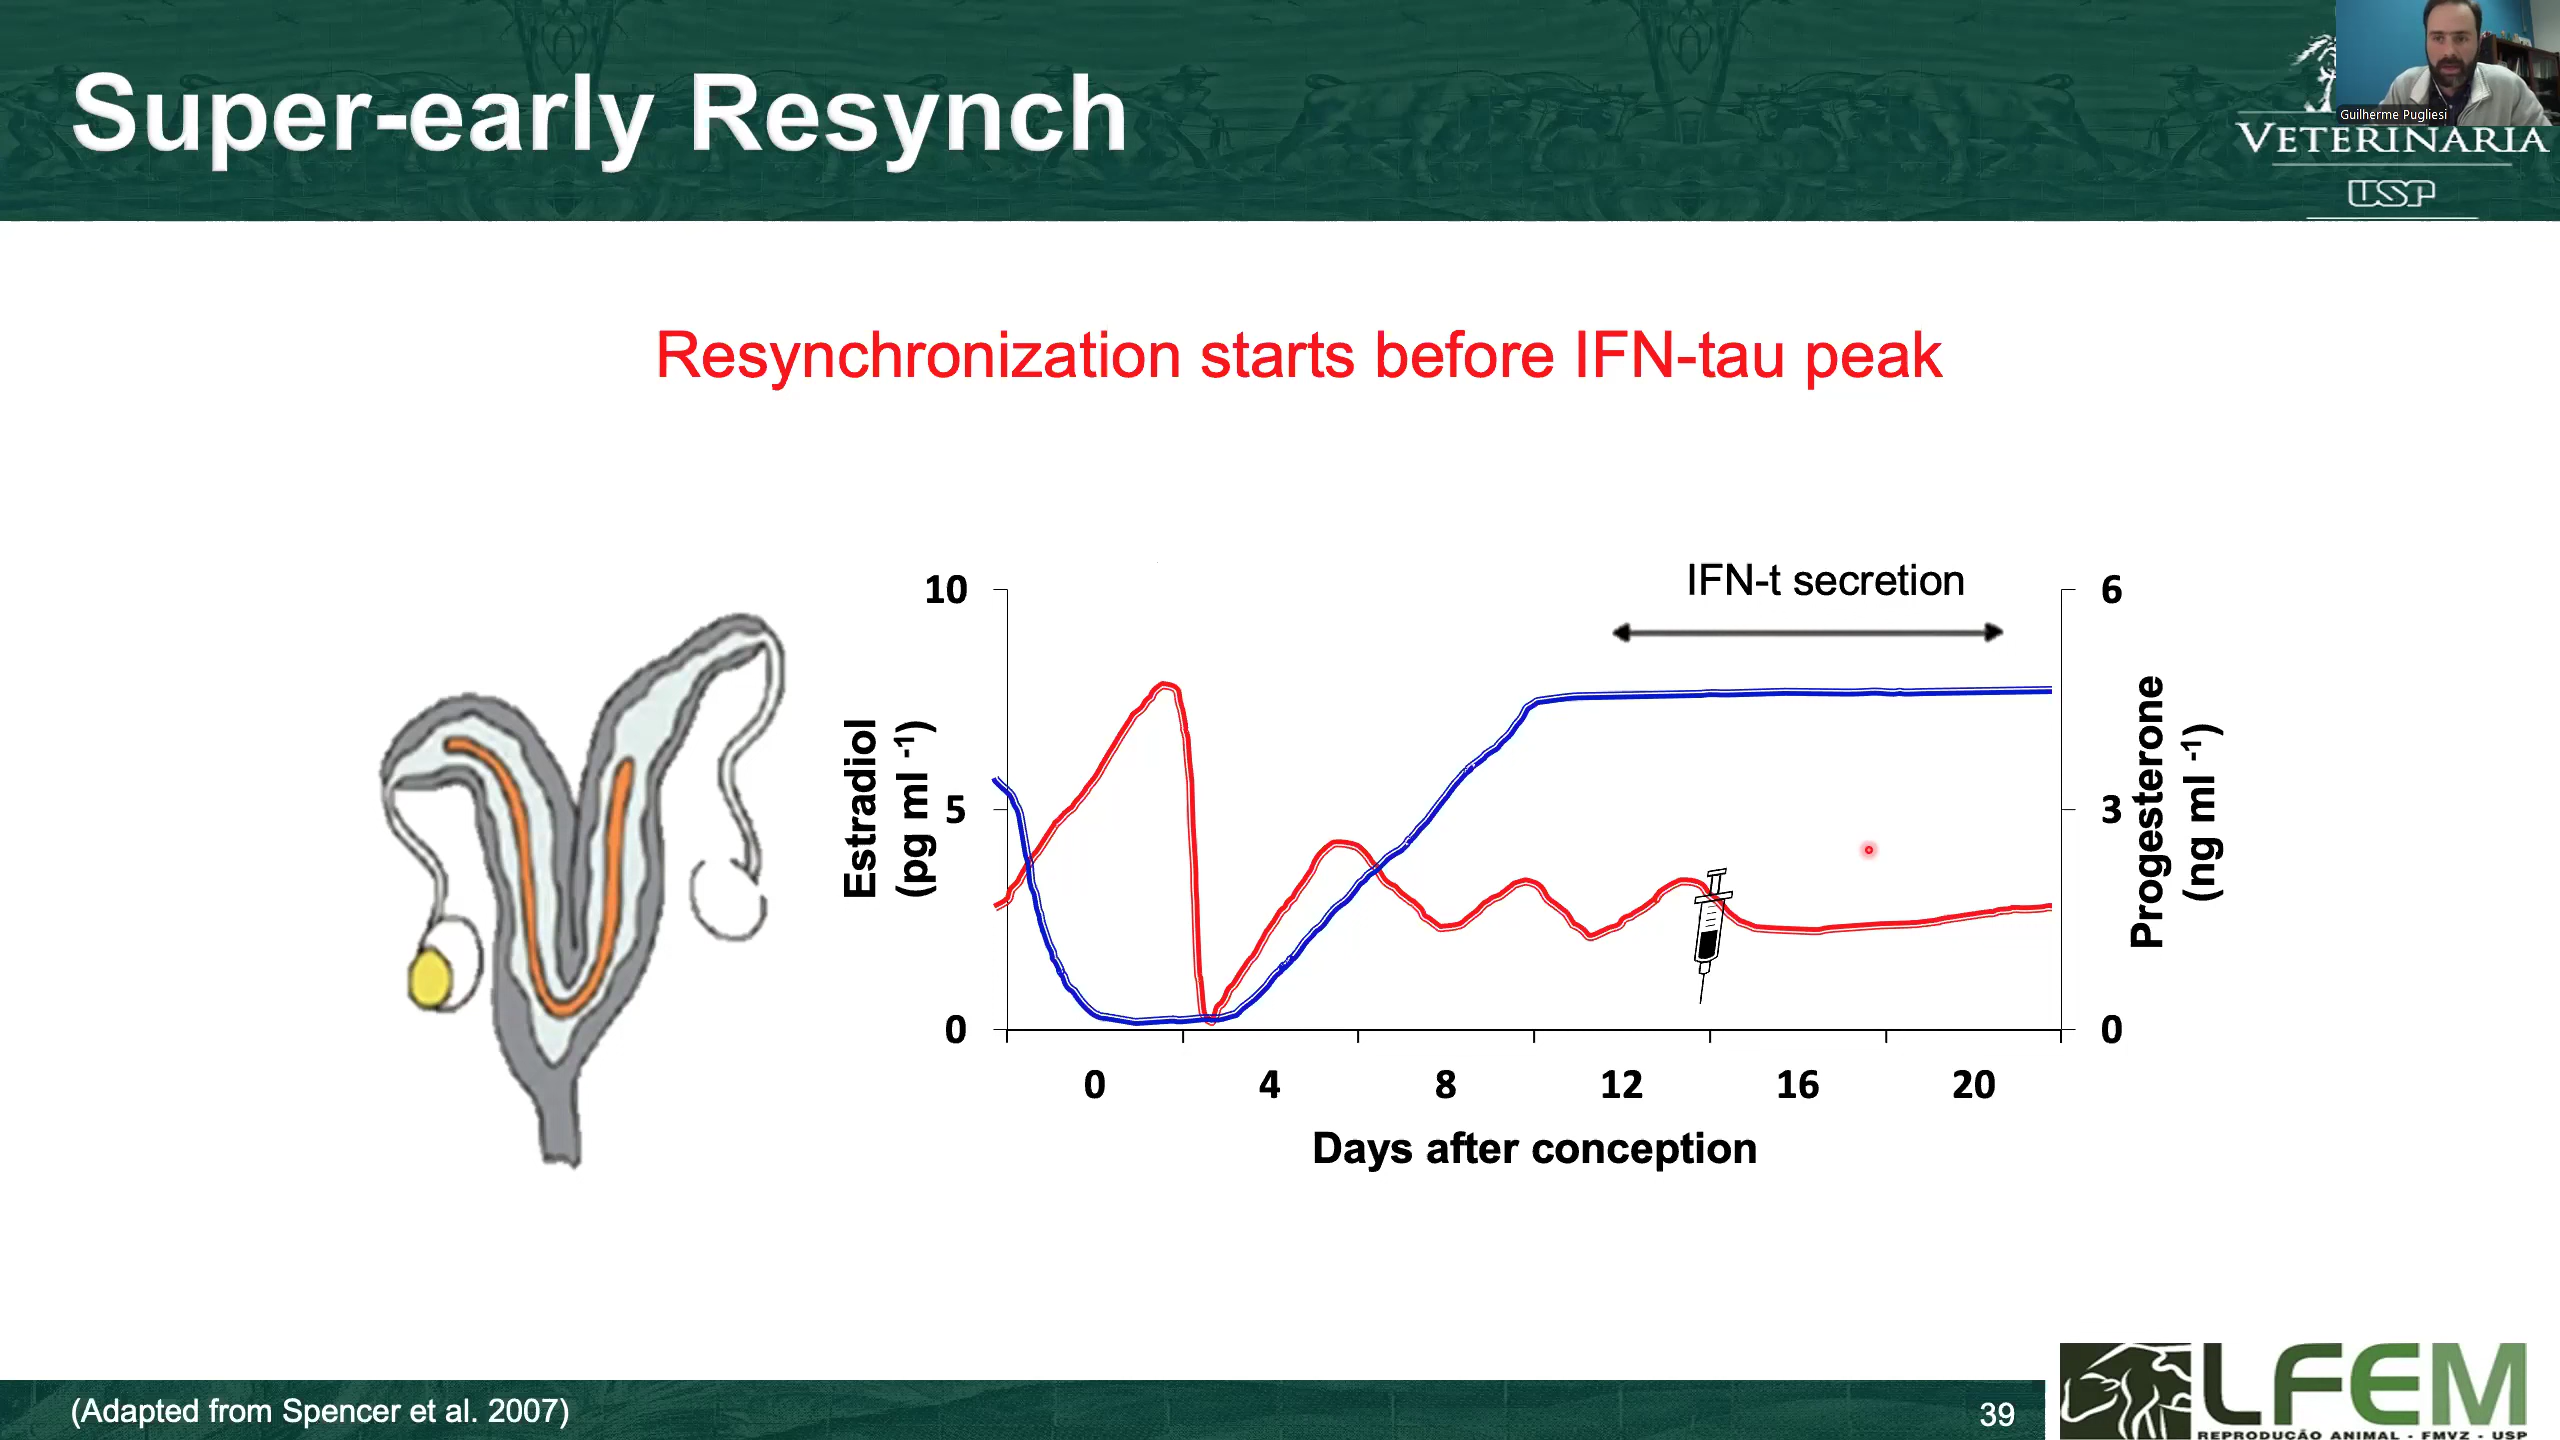 Super-early Resynch
Guilherme Pugliesi
VETERINARIA
USP
Resynchronization starts before IFN-tau peak
IFN-t secretion
Estradiol
(pg ml -1)
10
5
0
6
3
0
Progesterone
(ng ml -1)
0 4 8 12 16 20
Days after conception
(Adapted from Spencer et al. 2007)
39
LFEM
REPRODUÇÃO ANIMAL - FMVZ - USP